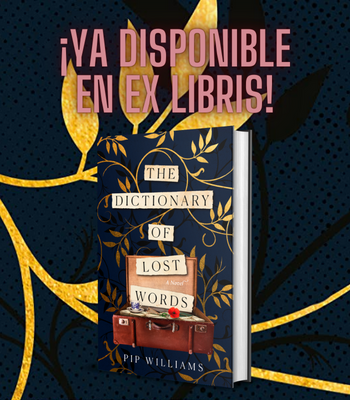 ¡YA DISPONIBLE
EN EX LIBRIS!
THE
DICTIONARY
OF
LOST
A Novel
WORDS
PIP WILLIAMS